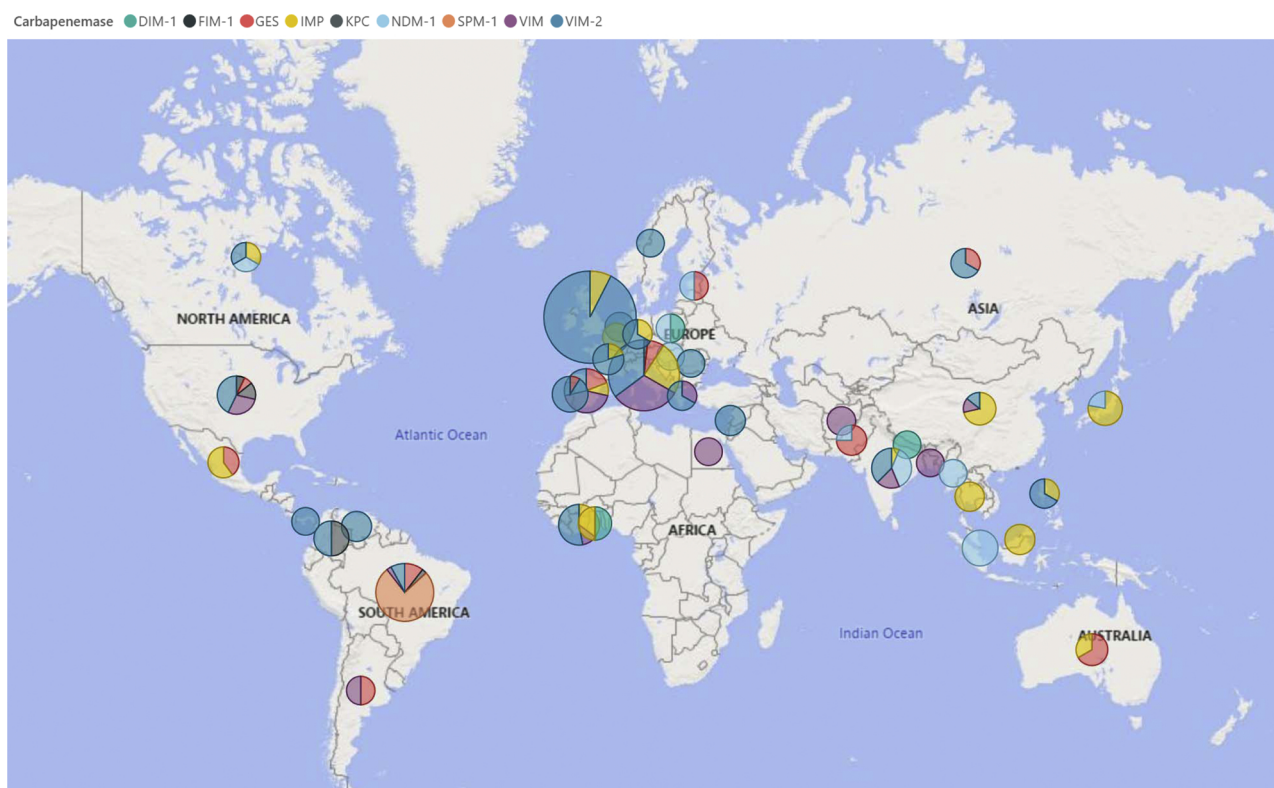 Carbapenemase DIM-1 FIM-1 GES IMP KPC NDM-1 SPM-1 VIM VIM-2
NORTH AMERICA
ASIA
EUROPE
Atlantic Ocean
AFRICA
SOUTH AMERICA
Indian Ocean
AUSTRALIA